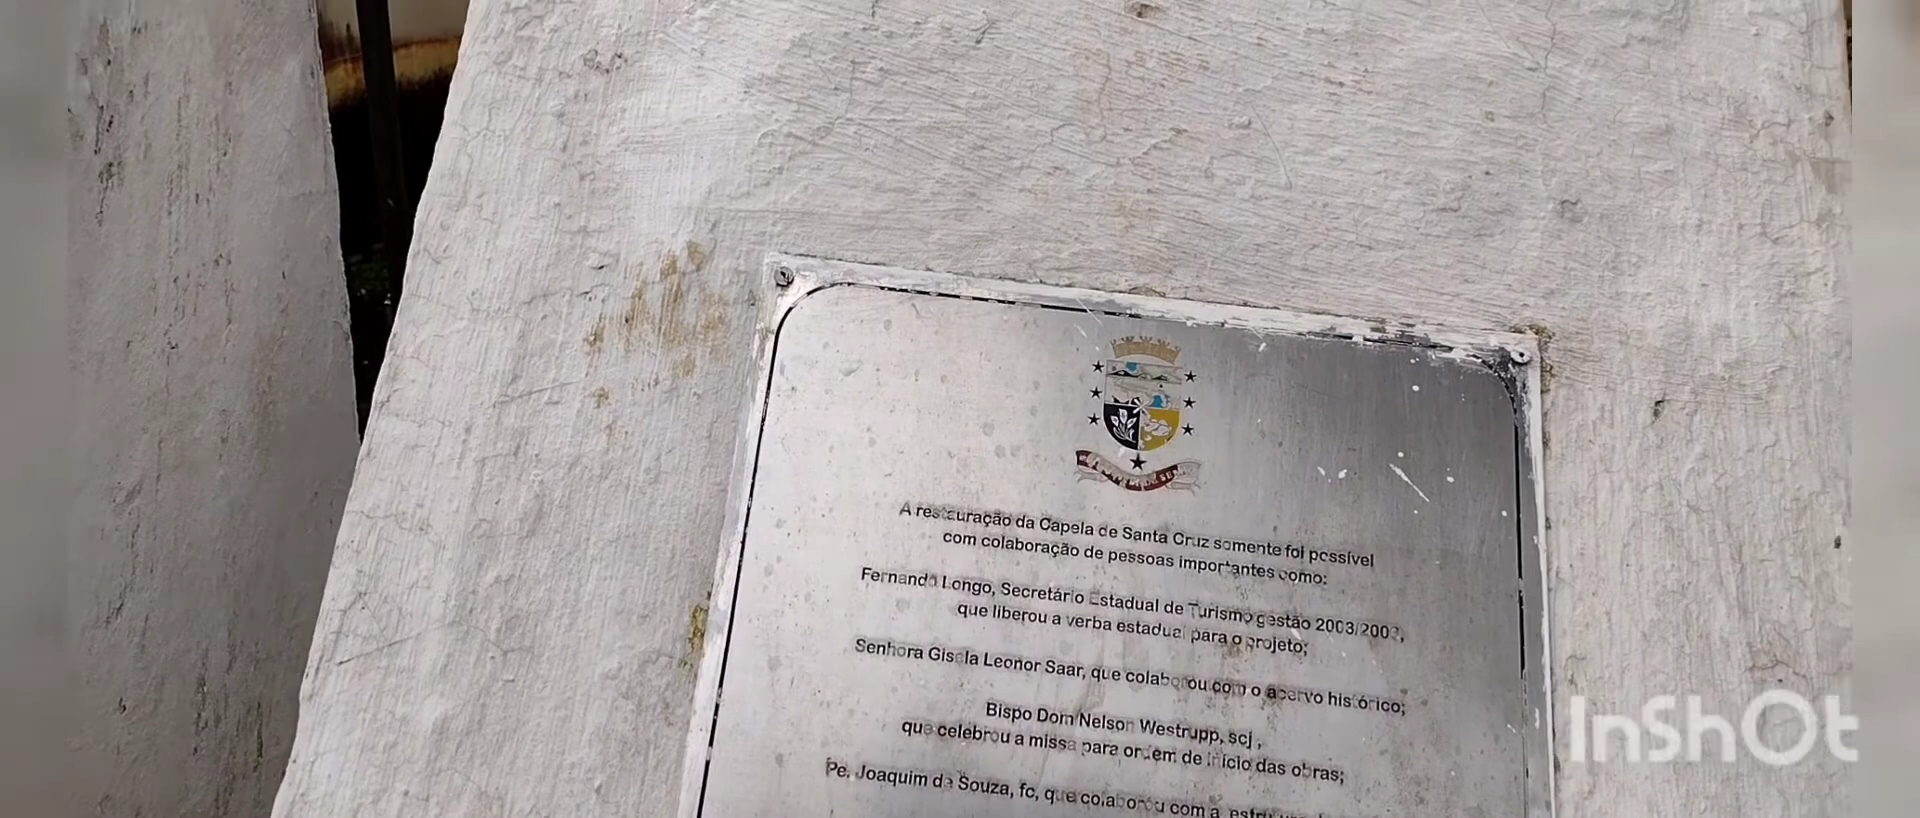 A restauração da Capela de Santa Cruz somente foi possível
com colaboração de pessoas importantes como:
Fernando Longo, Secretário Estadual de Turismo gestão 2003/2003,
que liberou a verba estadual para o projeto;
Senhora Gisela Leonor Saar, que colaborou com o acervo histórico;
Bispo Dom Nelson Westrupp, scj ,
que celebrou a missa para ordem de início das obras;
Pe. Joaquim de Souza, fc, que colaborou com a
InShOt